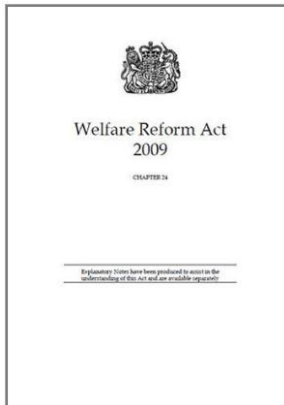 Welfare Reform Act
2009
CHAPTER 24
Explanatory Notes have been produced to assist in the
understanding of this Act and are available separately